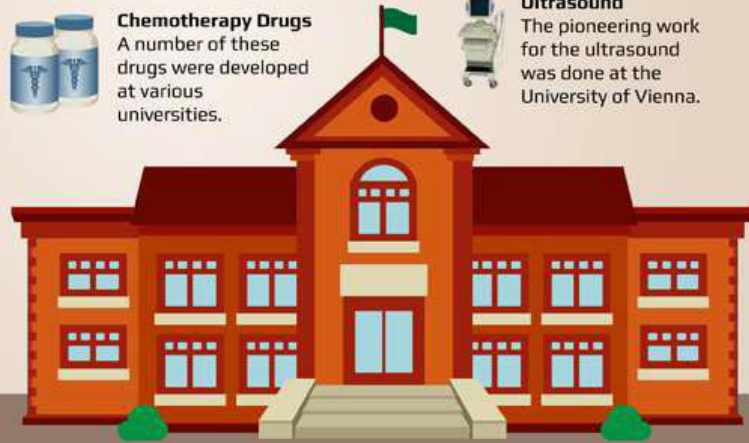 Chemotherapy Drugs
A number of these
drugs were developed
at various
universities.
Ultrasound
The pioneering work
for the ultrasound
was done at the
University of Vienna.